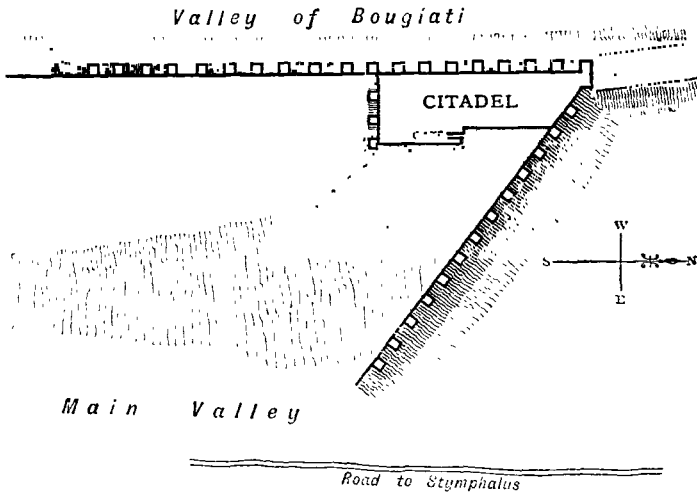 Valley of Bougiati
CITADEL
W
S N
E
Main Valley
Road to Stymphalus